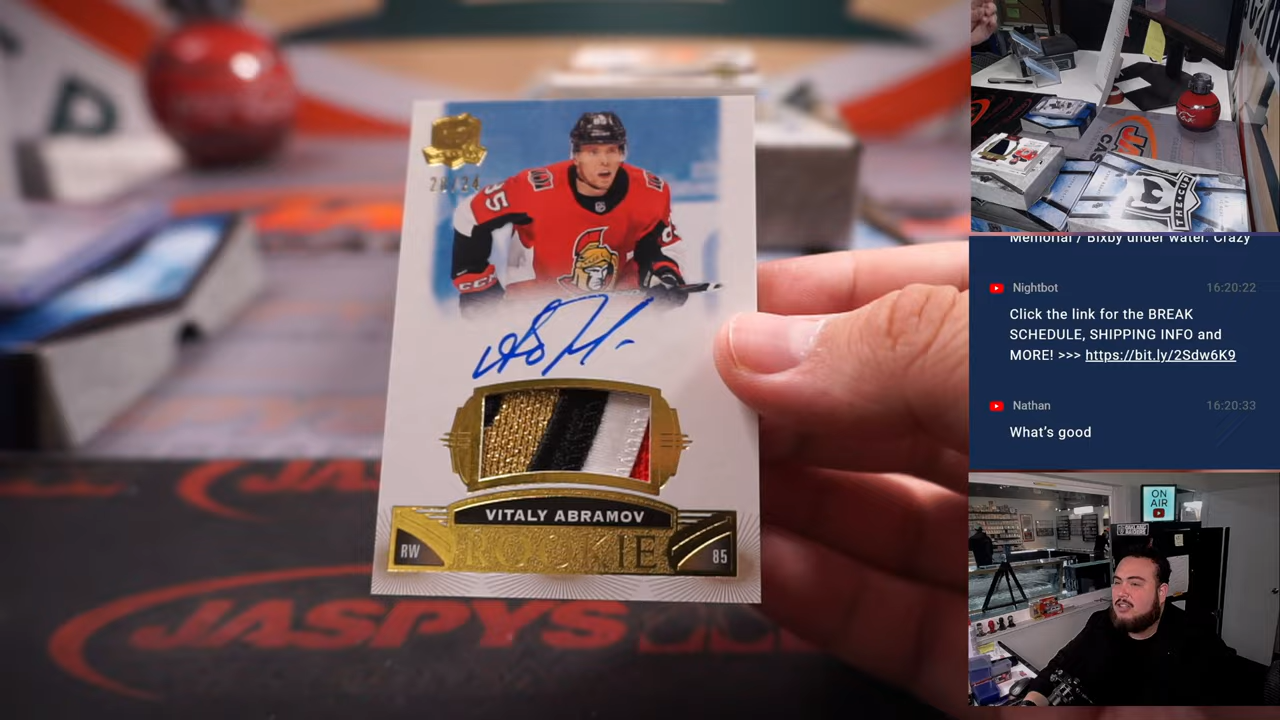 VITALY ABRAMOV
ROOKIE
RW
85
JASPYS
THE CUP
Memorial / Bixby under water. Crazy
Nightbot
16:20:22
Click the link for the BREAK
SCHEDULE, SHIPPING INFO and
MORE! >>> https://bit.ly/2Sdw6K9
Nathan
16:20:33
What's good
ON
AIR